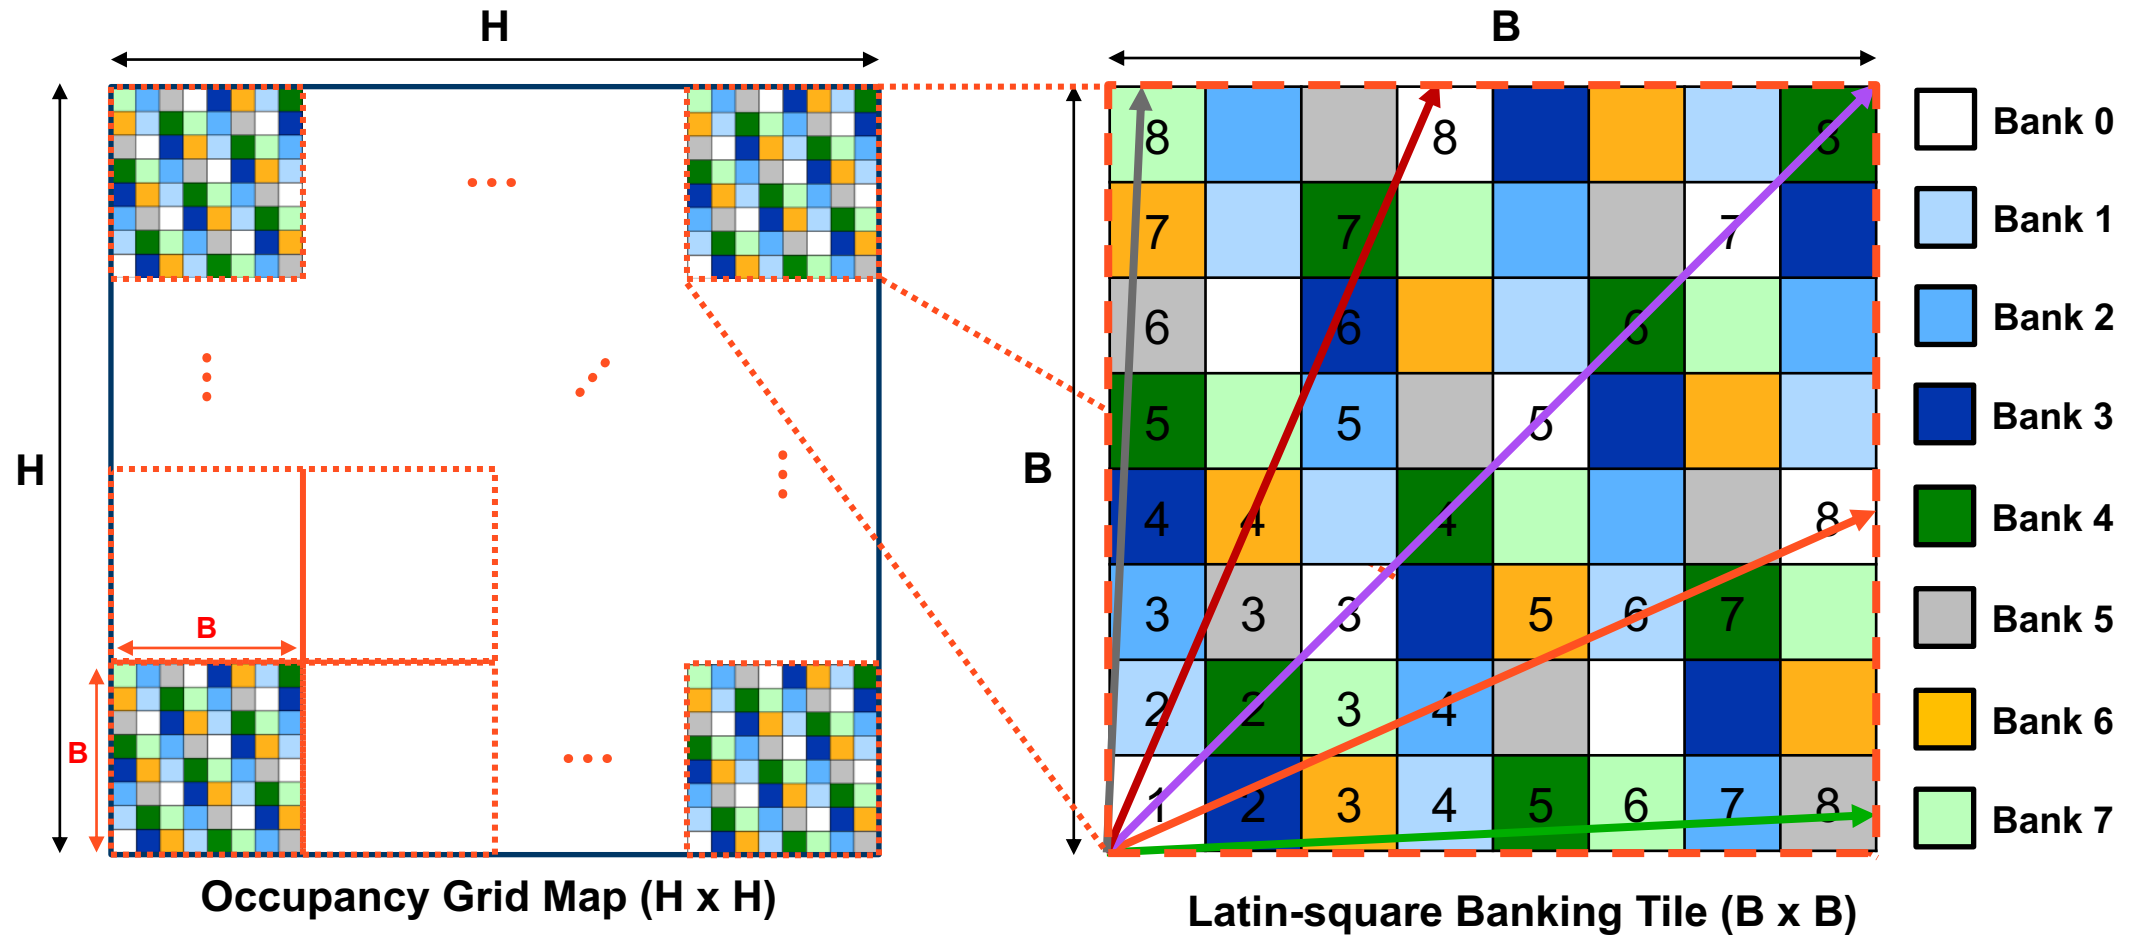 H
B
H
B
B
B
8 8 8
7 7 7
6 6 6
5 5 5
4 4 4 8
3 3 3 5 6 7
2 2 3 4
1 2 3 4 5 6 7 8
Bank 0
Bank 1
Bank 2
Bank 3
Bank 4
Bank 5
Bank 6
Bank 7
Occupancy Grid Map (H x H)
Latin-square Banking Tile (B x B)